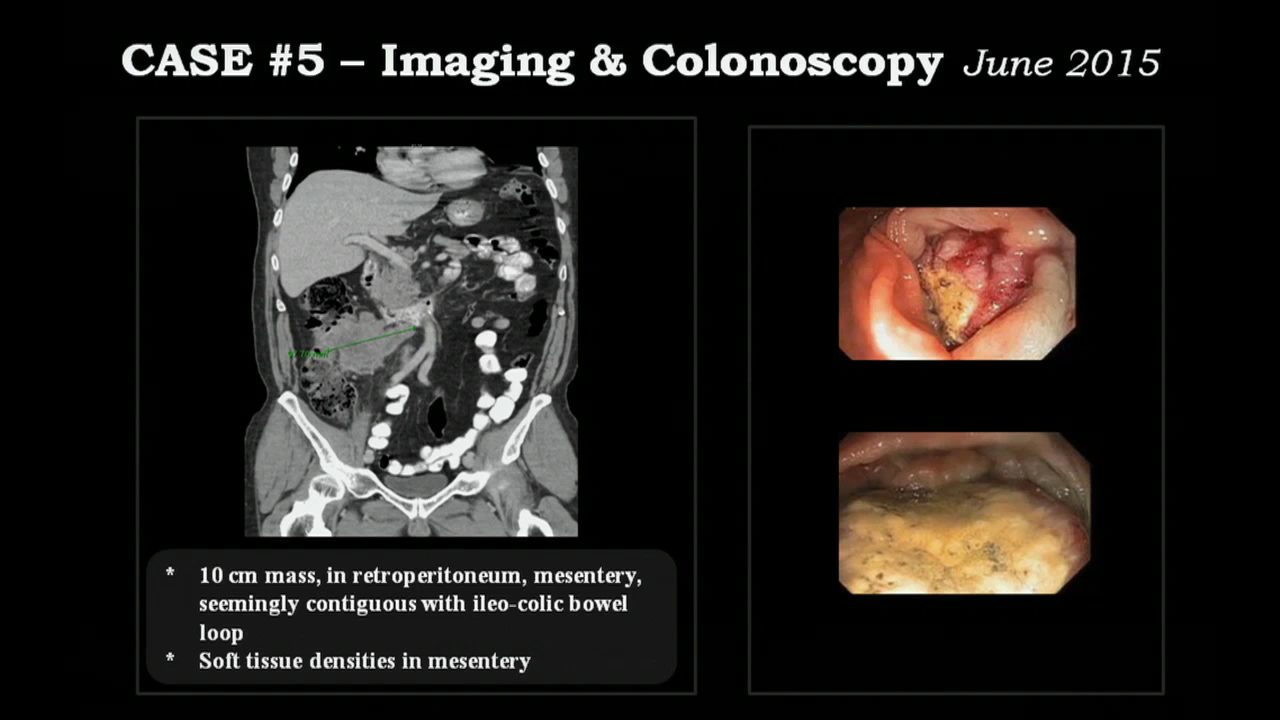 CASE #5 – Imaging & Colonoscopy June 2015
* 10 cm mass, in retroperitoneum, mesentery,
seemingly contiguous with ileo-colic bowel
loop
* Soft tissue densities in mesentery